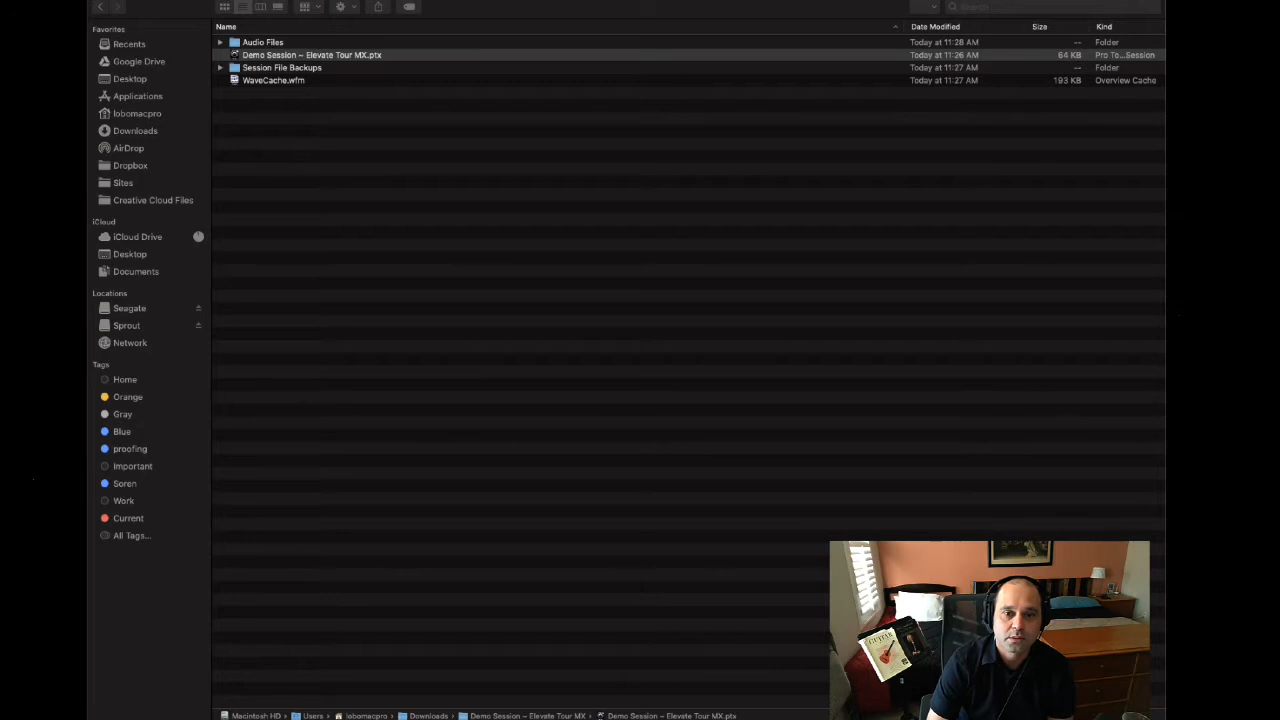 Search
Name Date Modified Size Kind
Favorites
Recents
Google Drive
Desktop
Applications
lobomacpro
Downloads
AirDrop
Dropbox
Sites
Creative Cloud Files
iCloud
iCloud Drive
Desktop
Documents
Locations
Seagate
Sprout
Network
Tags
Home
Orange
Gray
Blue
proofing
Important
Soren
Work
Current
All Tags...
Audio Files Today at 11:28 AM -- Folder
Demo Session – Elevate Tour MX.ptx Today at 11:26 AM 64 KB Pro To...Session
Session File Backups Today at 11:27 AM -- Folder
WaveCache.wfm Today at 11:27 AM 193 KB Overview Cache
GUITAR
Macintosh HD › Users › lobomacpro › Downloads › Demo Session – Elevate Tour MX › Demo Session – Elevate Tour MX.ptx